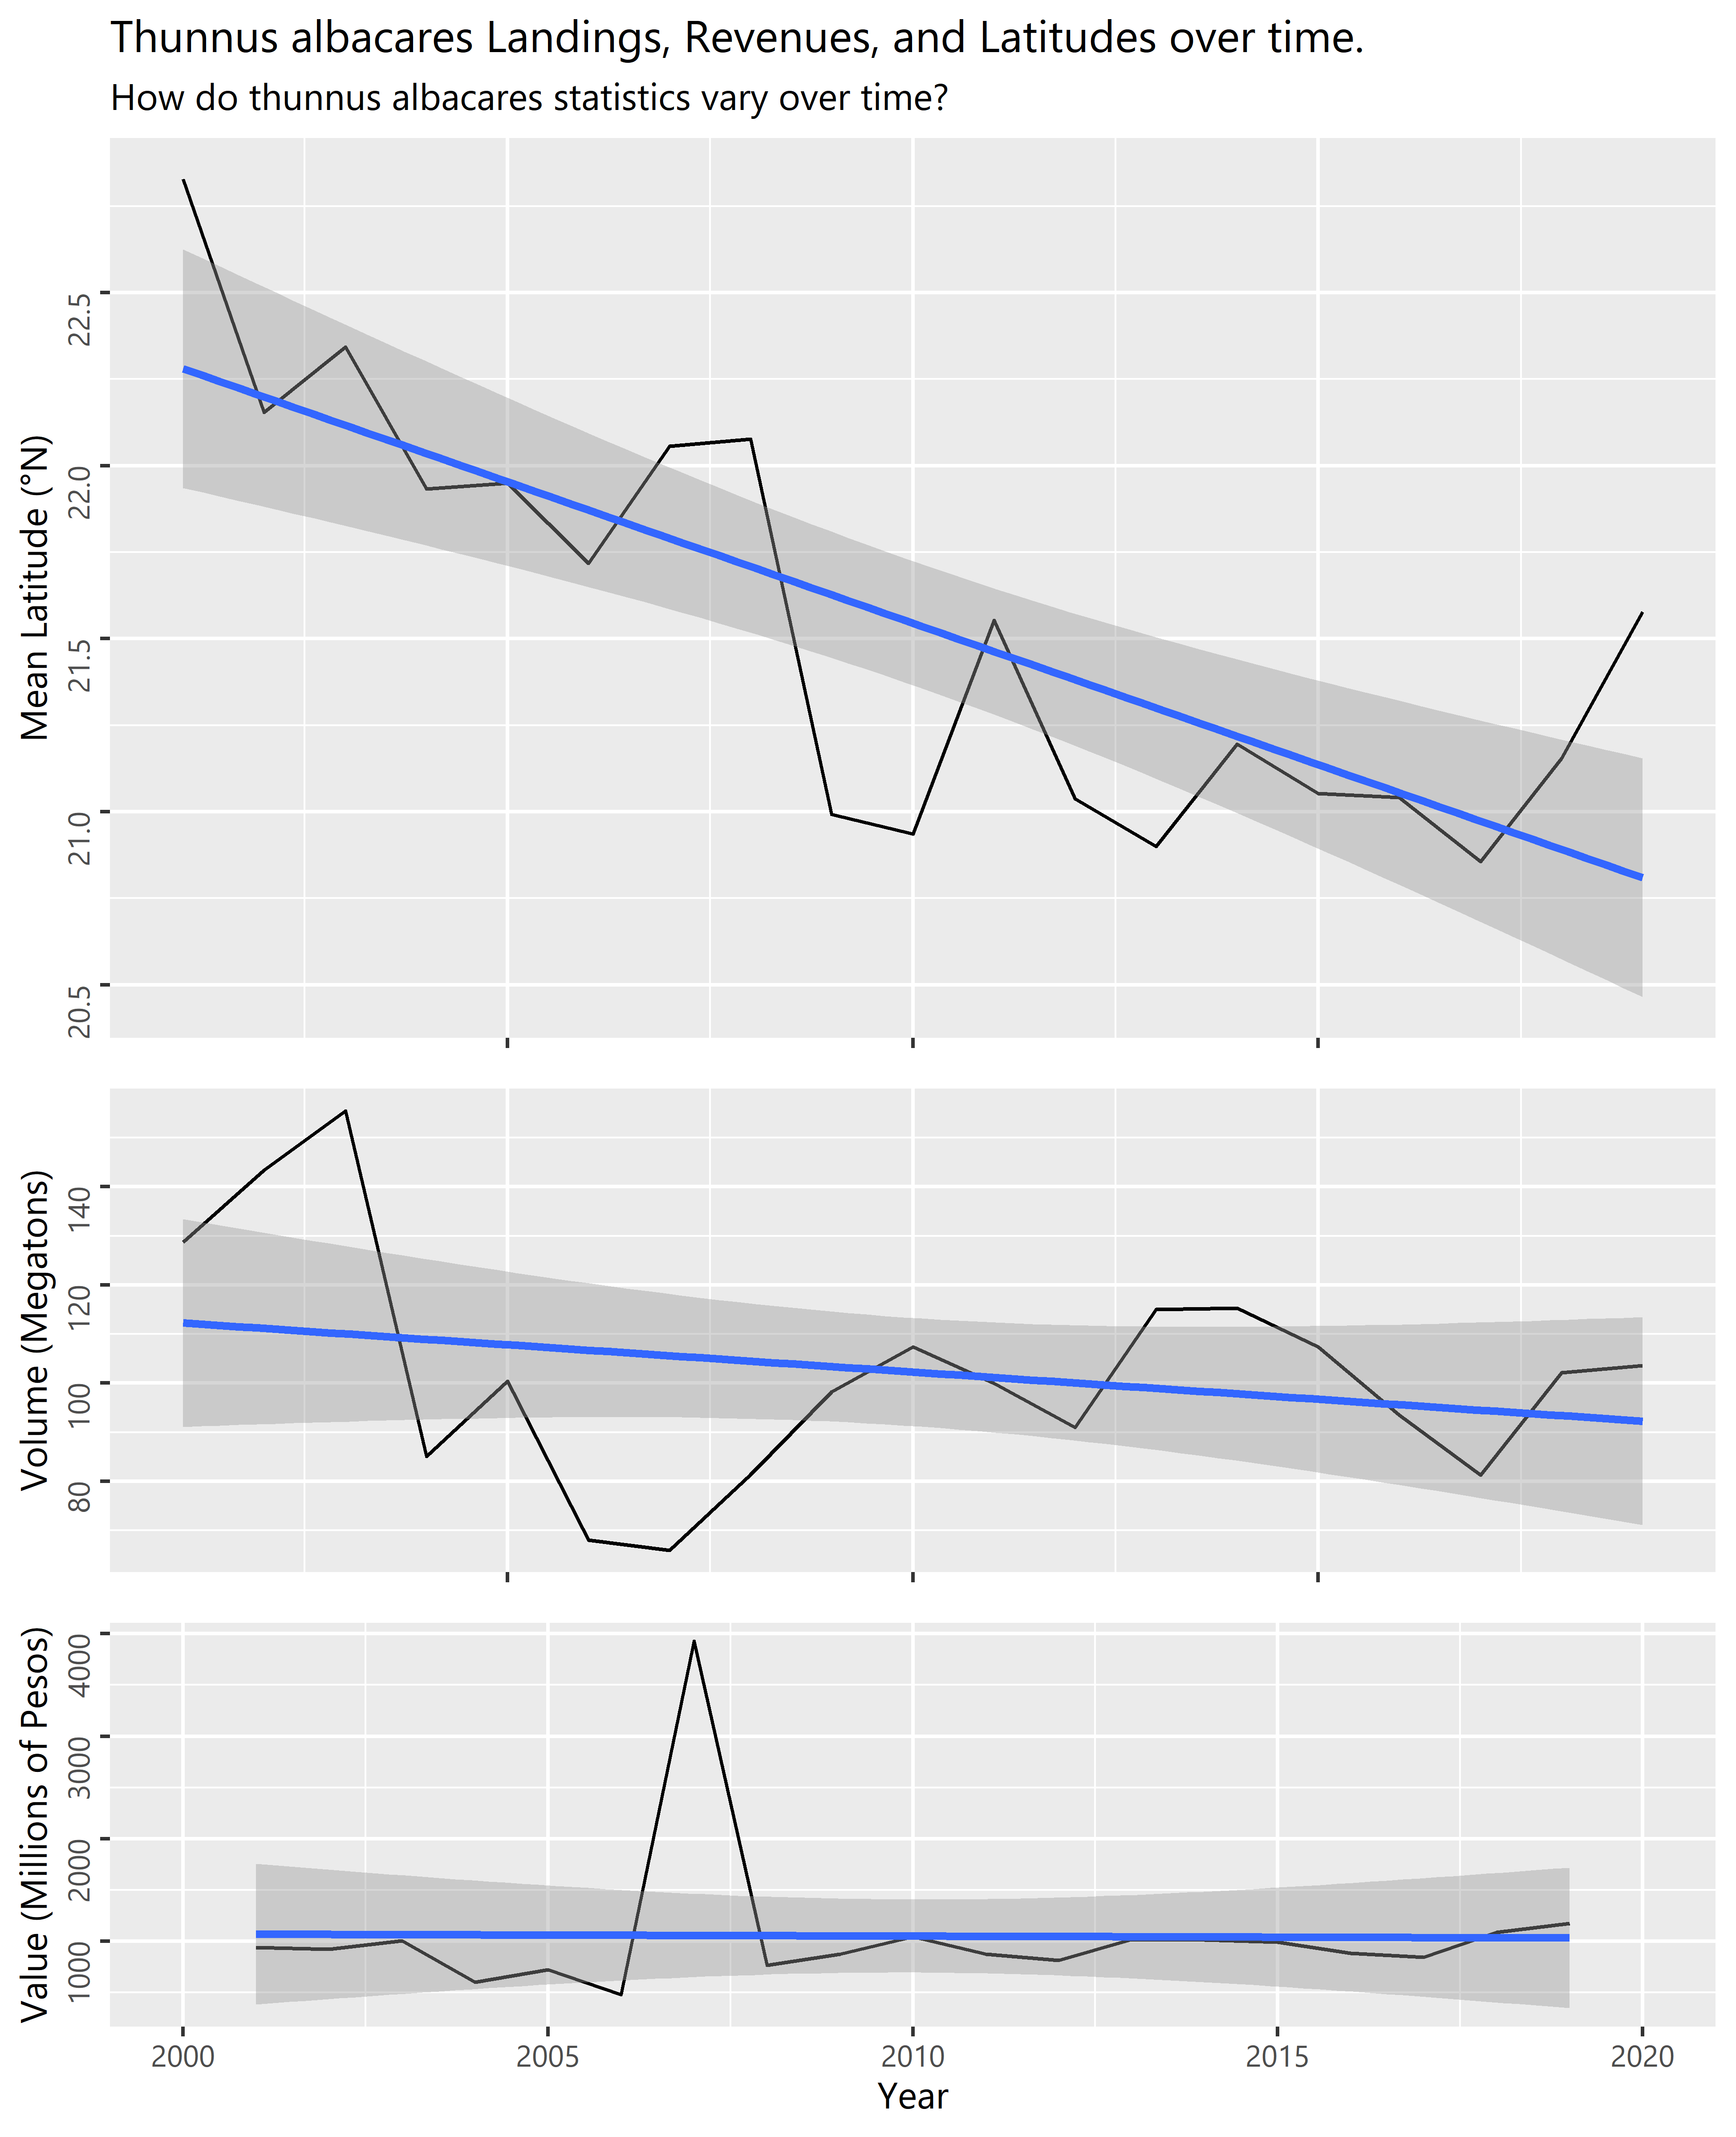 Thunnus albacares Landings, Revenues, and Latitudes over time.
How do thunnus albacares statistics vary over time?
Mean Latitude (°N)
22.5
22.0
21.5
21.0
20.5
Volume (Megatons)
140
120
100
80
Value (Millions of Pesos)
4000
3000
2000
1000
2000 2005 2010 2015 2020
Year